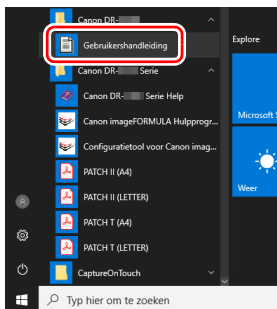 Canon DR-
Explore
Gebruikershandleiding
Canon DR- Serie
Canon DR- Serie Help
Canon imageFORMULA Hulpprogr...
Microsoft S
Configuratietool voor Canon imag...
PATCH II (A4)
Weer
PATCH II (LETTER)
PATCH T (A4)
PATCH T (LETTER)
CaptureOnTouch
Typ hier om te zoeken